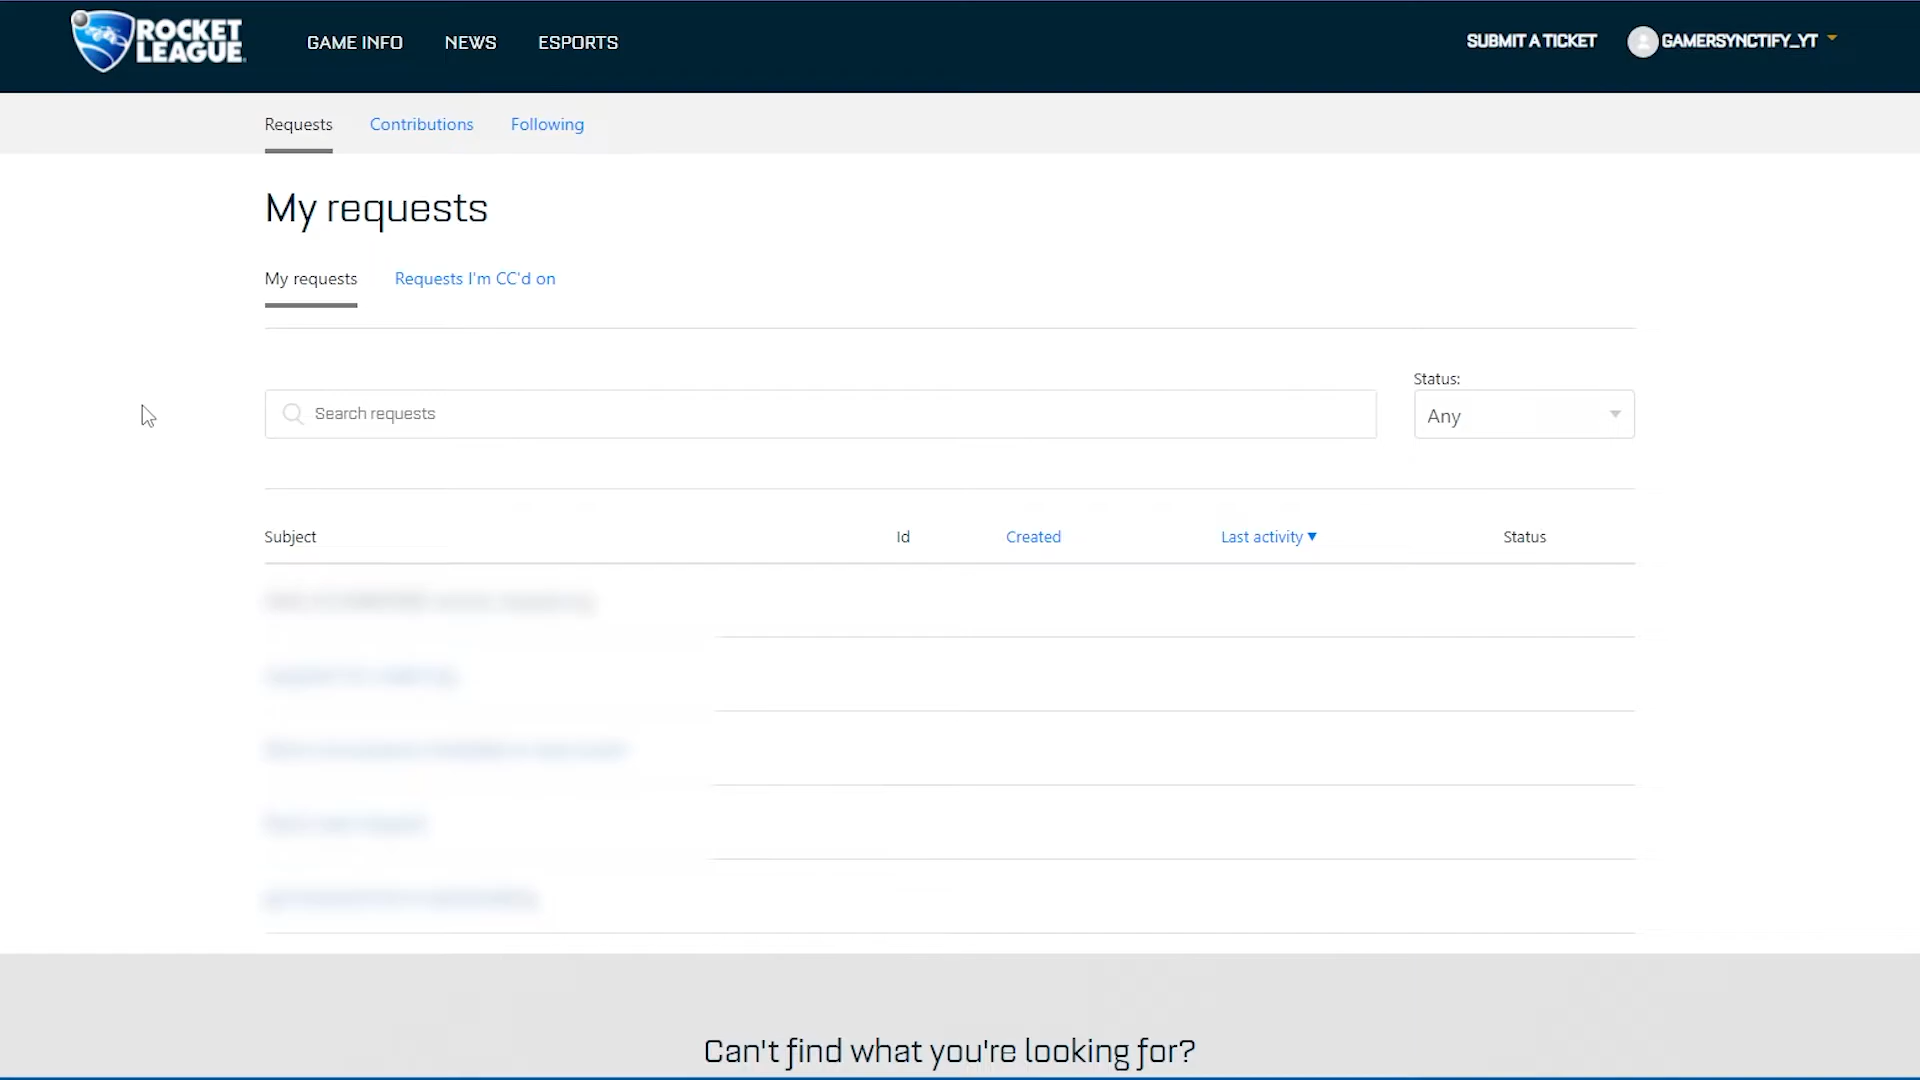 ROCKET LEAGUE
GAME INFO
NEWS
ESPORTS
SUBMIT A TICKET
GAMERSYNCTIFY_YT
Requests
Contributions
Following
My requests
My requests
Requests I'm CC'd on
Status:
Search requests
Any
Subject
Id
Created
Last activity ▼
Status
Can't find what you're looking for?